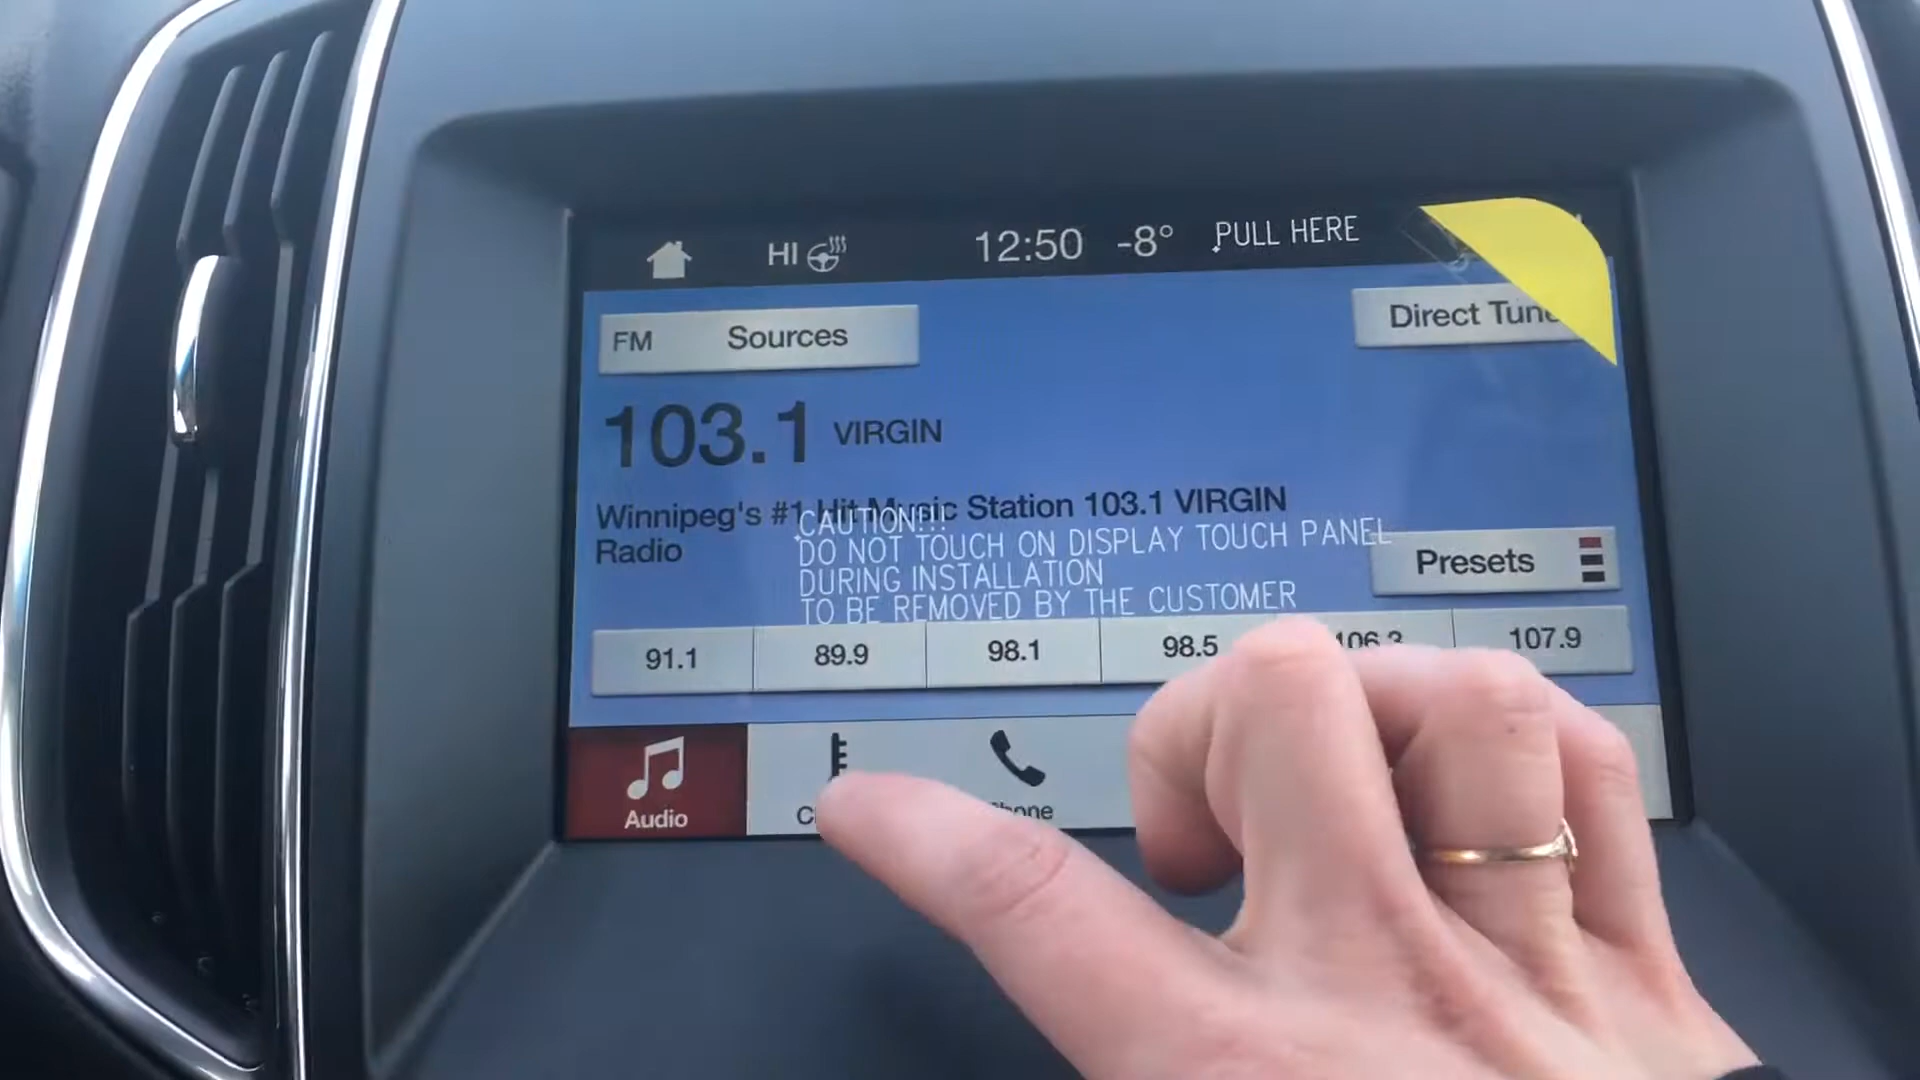 HI 12:50 -8° PULL HERE
FM Sources
Direct Tune
103.1 VIRGIN
Winnipeg's #1 Hit Music Station 103.1 VIRGIN
Radio
CAUTION!!!
DO NOT TOUCH ON DISPLAY TOUCH PANEL
DURING INSTALLATION
TO BE REMOVED BY THE CUSTOMER
Presets
91.1 89.9 98.1 98.5 106.3 107.9
Audio Phone